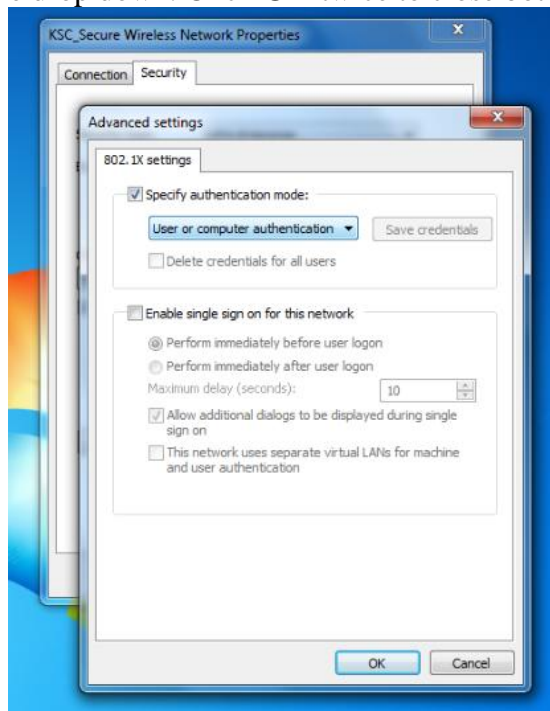 KSC_Secure Wireless Network Properties
Connection Security
Advanced settings
802.1X settings
Specify authentication mode:
User or computer authentication Save credentials
Delete credentials for all users
Enable single sign on for this network
Perform immediately before user logon
Perform immediately after user logon
Maximum delay (seconds): 10
Allow additional dialogs to be displayed during single
sign on
This network uses separate virtual LANs for machine
and user authentication
OK Cancel